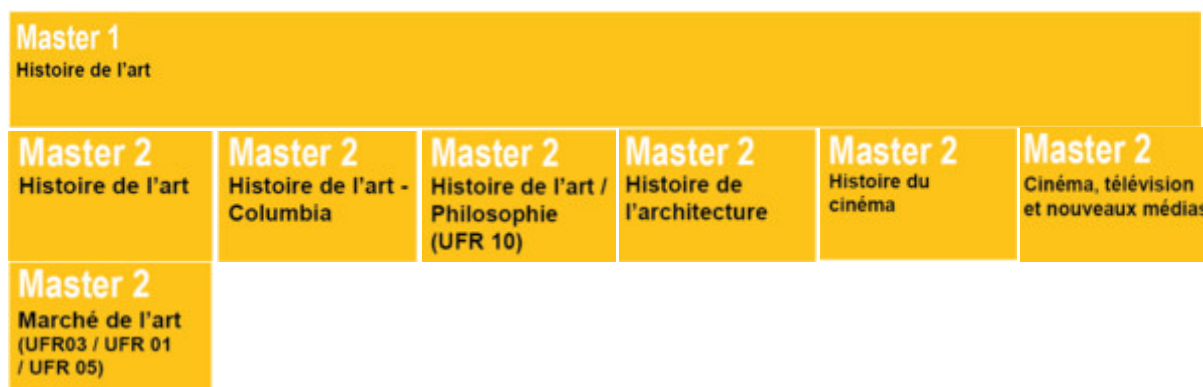 Master 1
Histoire de l'art
Master 2
Histoire de l'art
Master 2
Histoire de l'art -
Columbia
Master 2
Histoire de l'art /
Philosophie
(UFR 10)
Master 2
Histoire de
l'architecture
Master 2
Histoire du
cinéma
Master 2
Cinéma, télévision
et nouveaux médias
Master 2
Marché de l'art
(UFR03 / UFR 01
/ UFR 05)